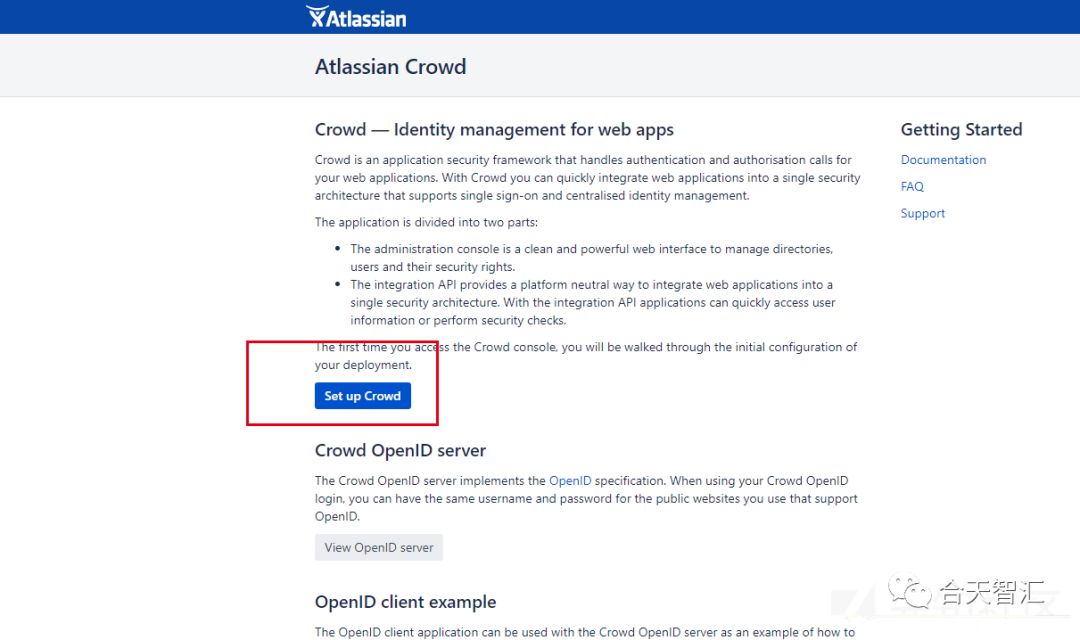 Atlassian
Atlassian Crowd
Crowd — Identity management for web apps
Crowd is an application security framework that handles authentication and authorisation calls for
your web applications. With Crowd you can quickly integrate web applications into a single security
architecture that supports single sign-on and centralised identity management.
The application is divided into two parts:
• The administration console is a clean and powerful web interface to manage directories,
users and their security rights.
• The integration API provides a platform neutral way to integrate web applications into a
single security architecture. With the integration API applications can quickly access user
information or perform security checks.
The first time you access the Crowd console, you will be walked through the initial configuration of
your deployment.
Set up Crowd
Crowd OpenID server
The Crowd OpenID server implements the OpenID specification. When using your Crowd OpenID
login, you can have the same username and password for the public websites you use that support
OpenID.
View OpenID server
OpenID client example
The OpenID client application can be used with the Crowd OpenID server as an example of how to
Getting Started
Documentation
FAQ
Support
合天智汇